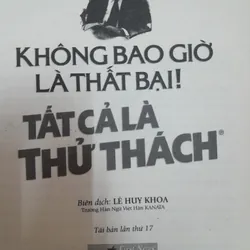 KHÔNG BAO GIỜ
LÀ THẤT BẠI!
TẤT CẢ LÀ
THỬ THÁCH®
Biên dịch: LÊ HUY KHOA
Trường Hàn Ngữ Việt Hàn KANATA
Tái bản lần thứ 17